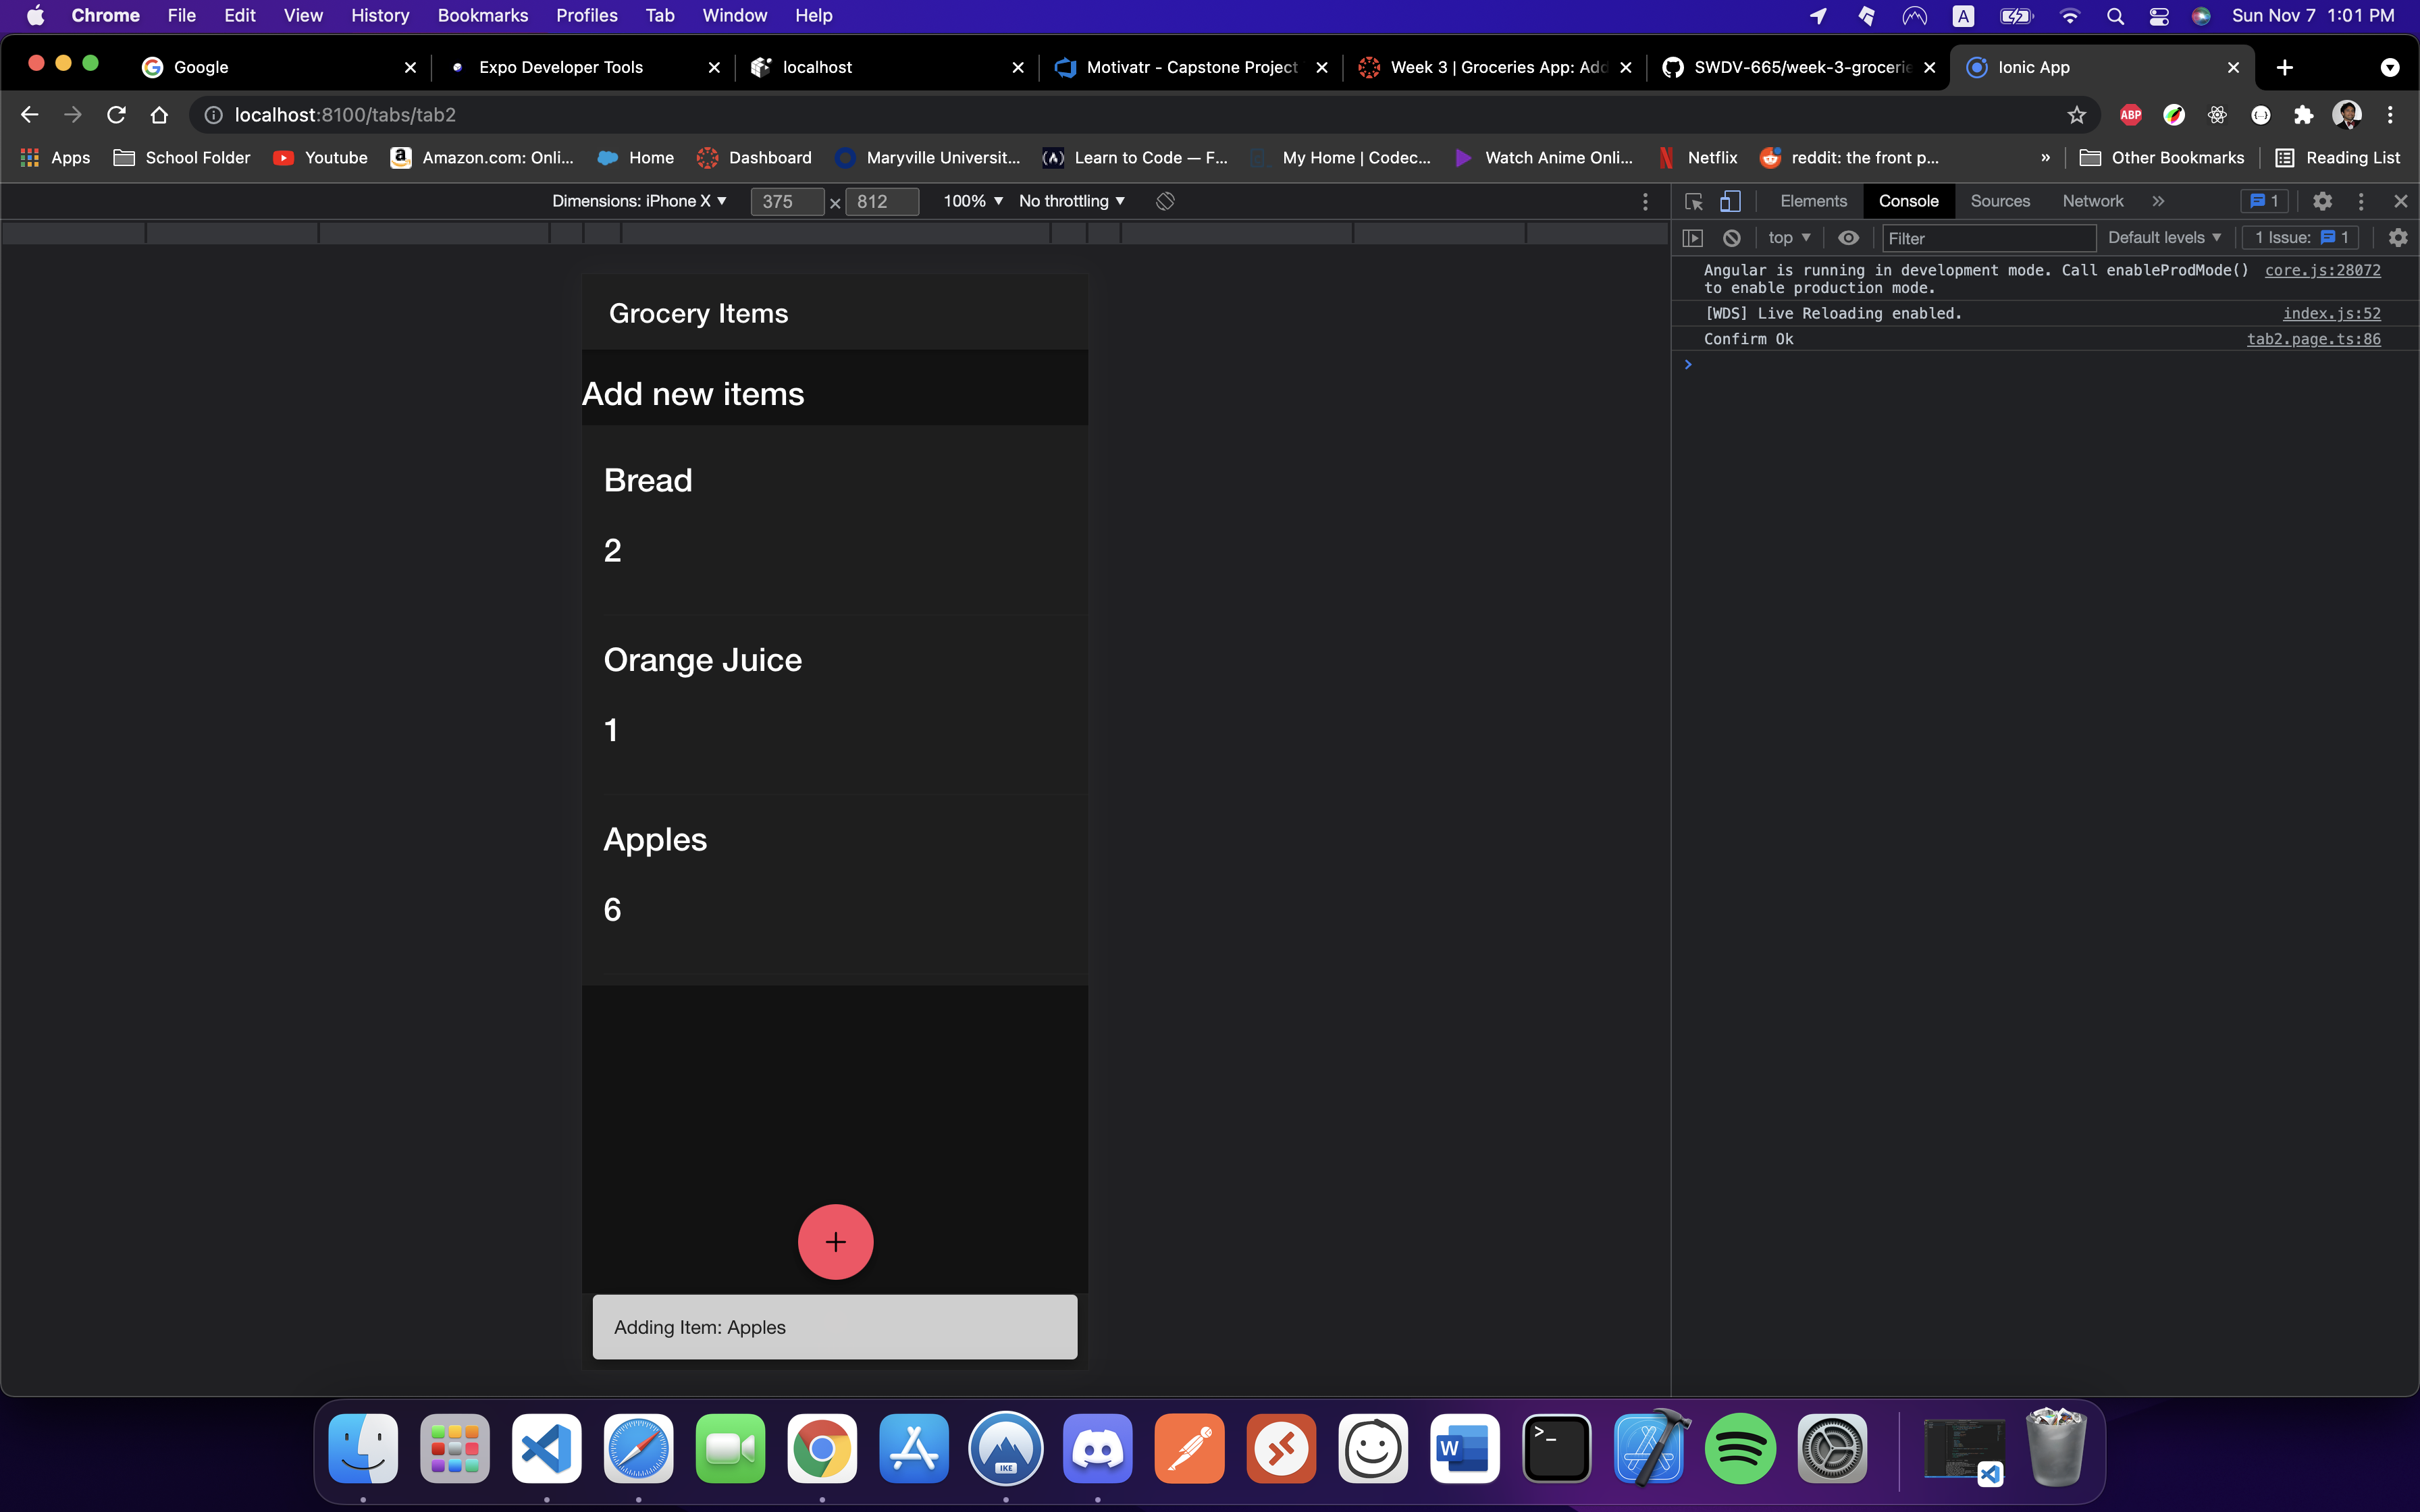 Chrome File Edit View History Bookmarks Profiles Tab Window Help A Sun Nov 7 1:01 PM
Google Expo Developer Tools localhost Motivatr - Capstone Project Week 3 | Groceries App: Add SWDV-665/week-3-grocerie Ionic App
localhost:8100/tabs/tab2 ABP
Apps School Folder Youtube Amazon.com: Onli... Home Dashboard Maryville Universit... Learn to Code — F... My Home | Codec... Watch Anime Onli... Netflix reddit: the front p... » Other Bookmarks Reading List
Dimensions: iPhone X ▼ 375 × 812 100% ▼ No throttling ▼ Elements Console Sources Network » 1
top ▼ Filter Default levels ▼ 1 Issue: 1
Angular is running in development mode. Call enableProdMode() core.js:28072
to enable production mode.
[WDS] Live Reloading enabled. index.js:52
Confirm Ok tab2.page.ts:86
Grocery Items
Add new items
Bread
2
Orange Juice
1
Apples
6
+
Adding Item: Apples
IKE
W
>_